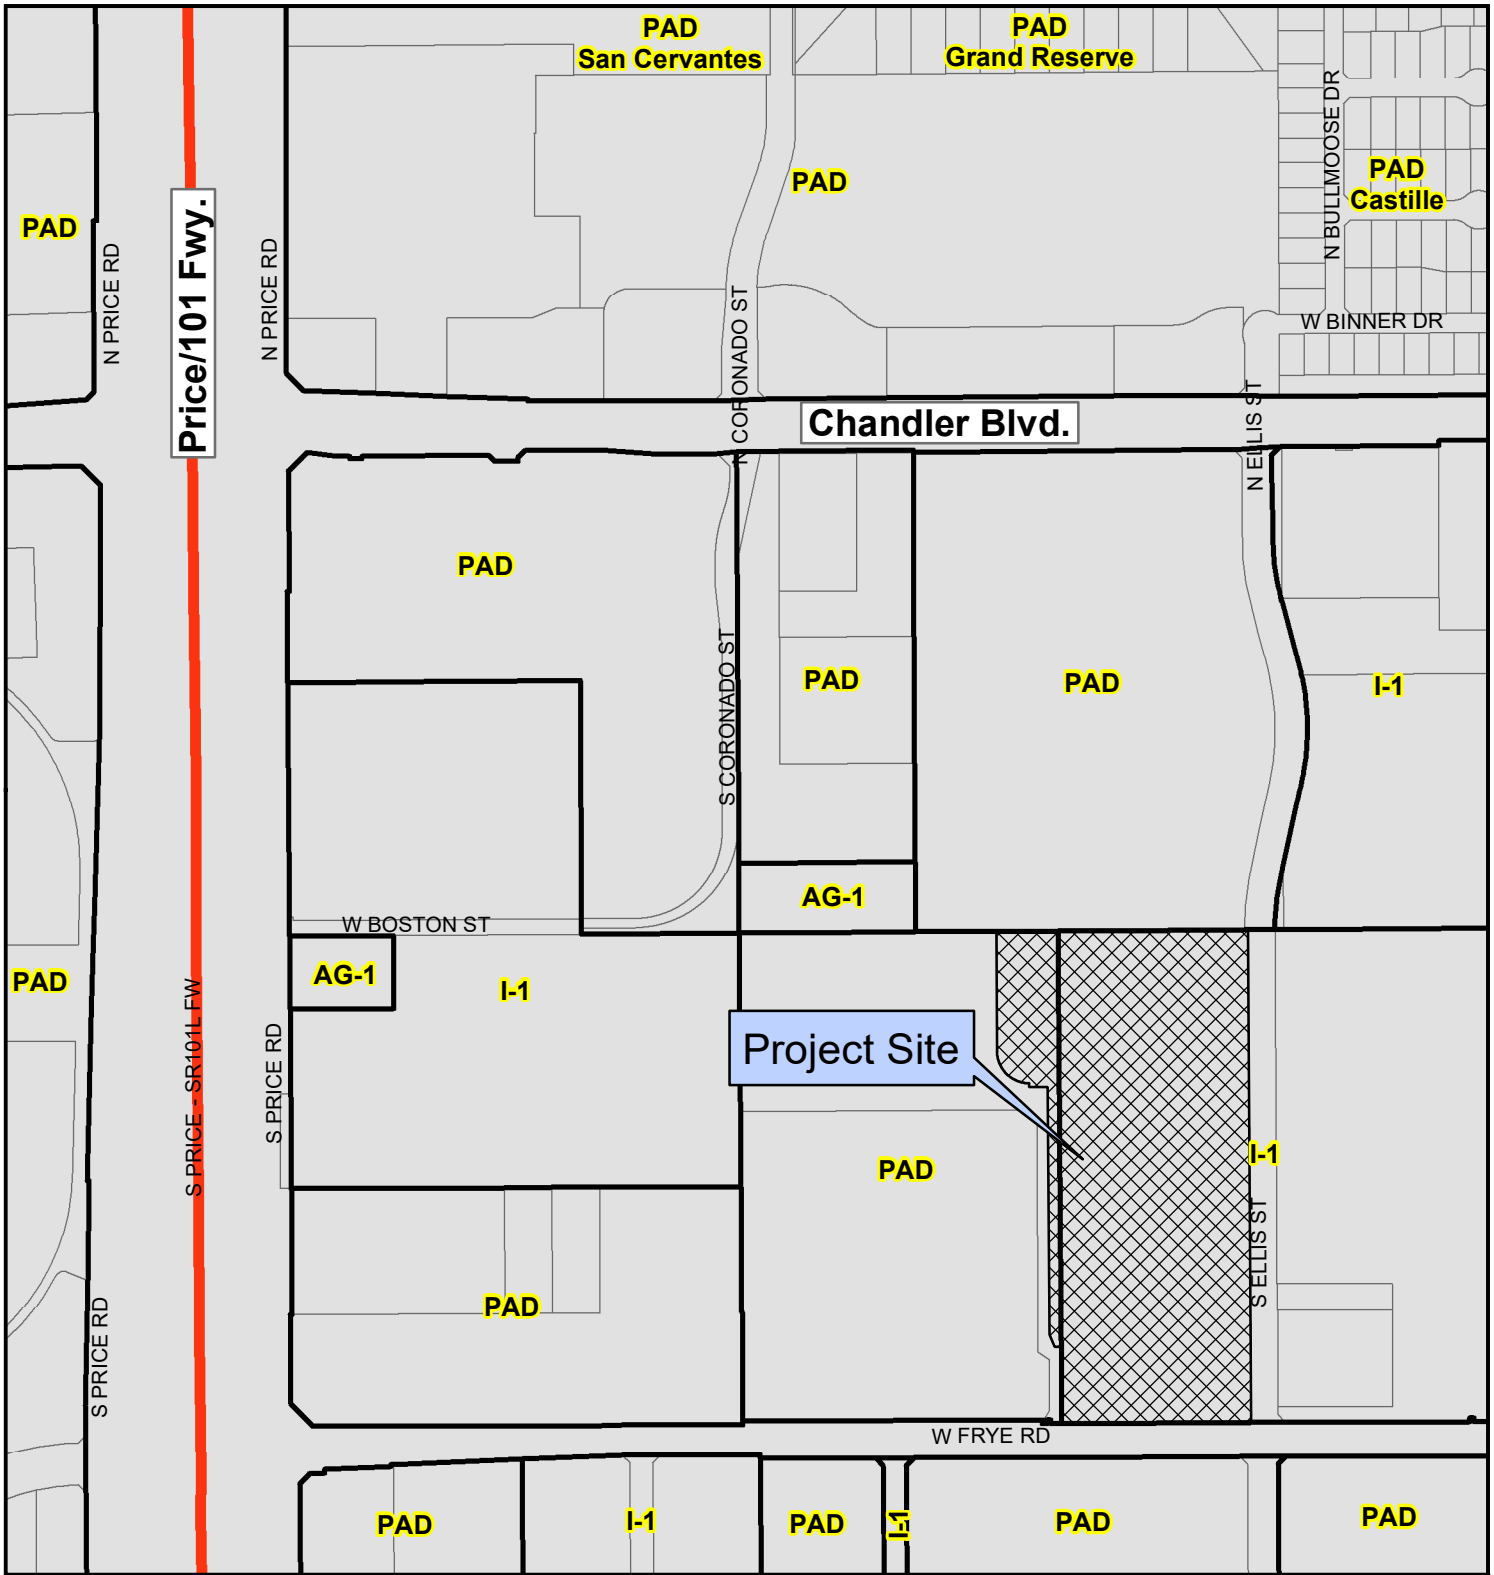 PAD
San Cervantes
PAD
Grand Reserve
PAD
PAD
Castille
N BULLMOOSE DR
PAD
N PRICE RD
Price/101 Fwy.
N PRICE RD
N CORONADO ST
W BINNER DR
Chandler Blvd.
N ELLIS ST
PAD
S CORONADO ST
PAD
PAD
I-1
AG-1
W BOSTON ST
PAD
AG-1
I-1
S PRICE - SR101L FW
S PRICE RD
Project Site
PAD
I-1
S ELLIS ST
PAD
S PRICE RD
W FRYE RD
PAD
I-1
PAD
I-1
PAD
PAD